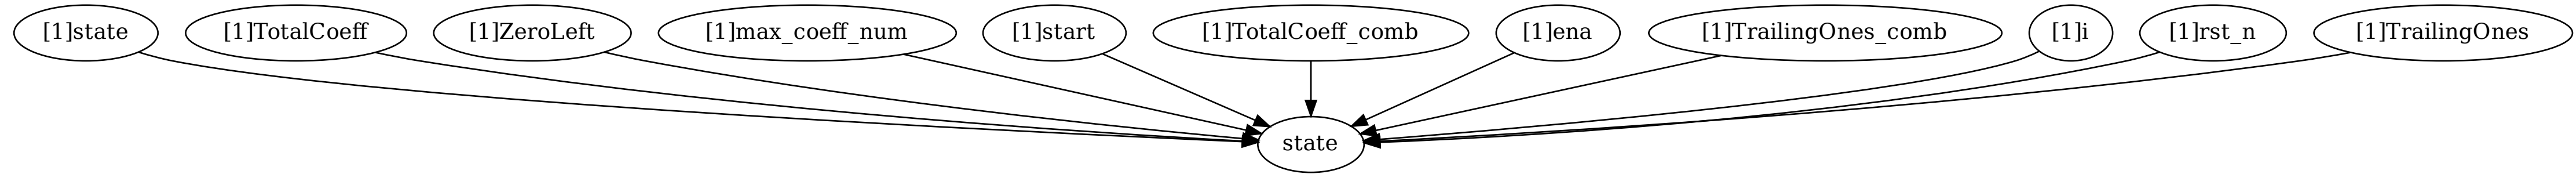 [1]state
[1]TotalCoeff
[1]ZeroLeft
[1]max_coeff_num
[1]start
[1]TotalCoeff_comb
[1]ena
[1]TrailingOnes_comb
[1]i
[1]rst_n
[1]TrailingOnes
state